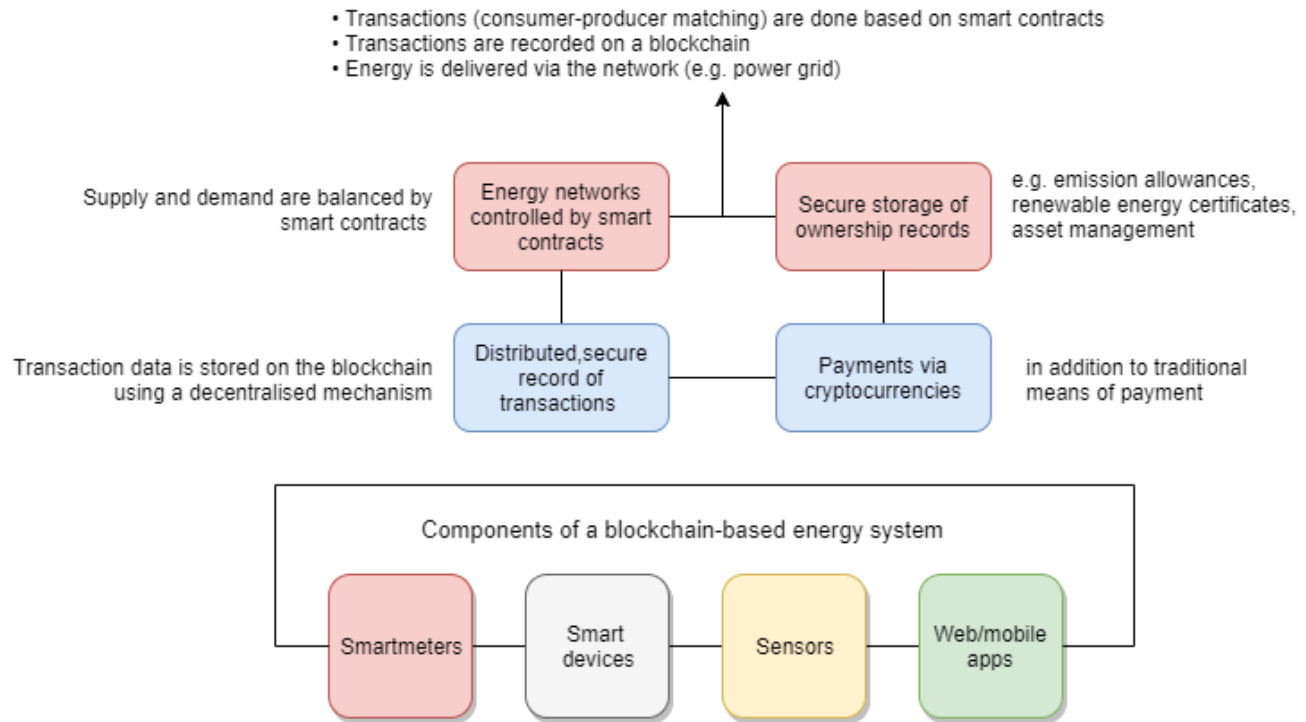 • Transactions (consumer-producer matching) are done based on smart contracts
• Transactions are recorded on a blockchain
• Energy is delivered via the network (e.g. power grid)
Supply and demand are balanced by
smart contracts
Energy networks
controlled by smart
contracts
Secure storage of
ownership records
e.g. emission allowances,
renewable energy certificates,
asset management
Transaction data is stored on the blockchain
using a decentralised mechanism
Distributed,secure
record of
transactions
Payments via
cryptocurrencies
in addition to traditional
means of payment
Components of a blockchain-based energy system
Smartmeters
Smart
devices
Sensors
Web/mobile
apps